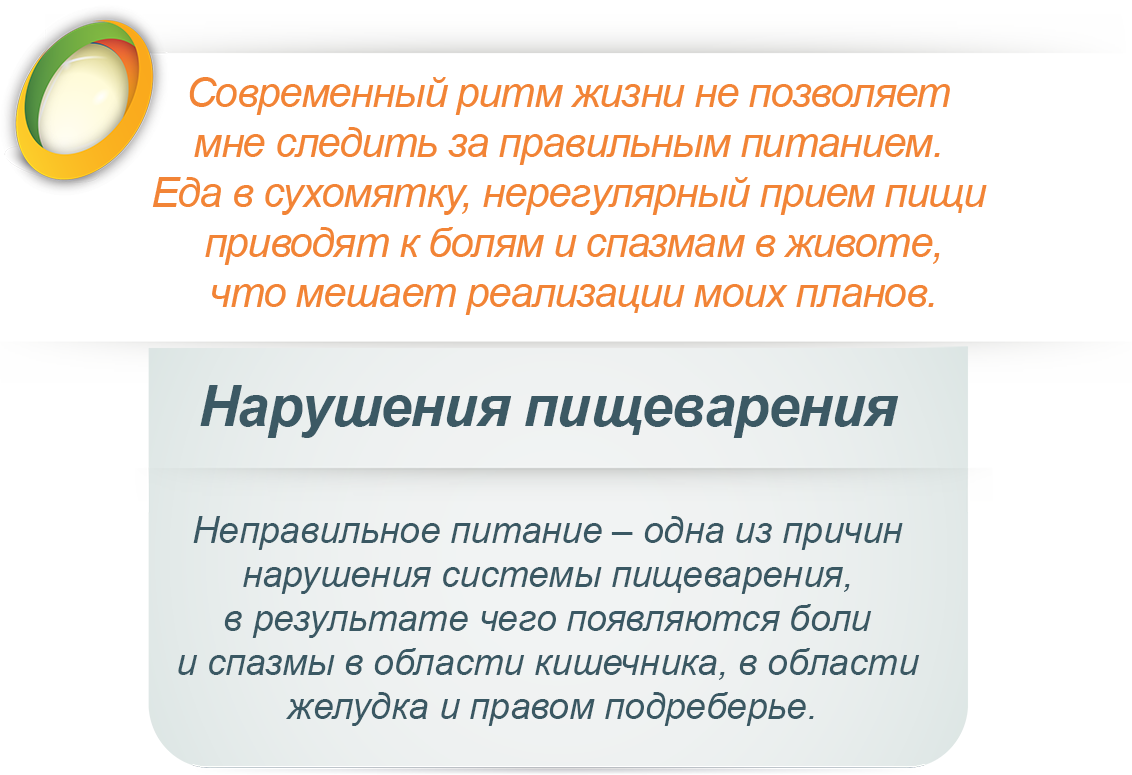 Современный ритм жизни не позволяет
мне следить за правильным питанием.
Еда в сухомятку, нерегулярный прием пищи
приводят к болям и спазмам в животе,
что мешает реализации моих планов.
Нарушения пищеварения
Неправильное питание – одна из причин
нарушения системы пищеварения,
в результате чего появляются боли
и спазмы в области кишечника, в области
желудка и правом подреберье.